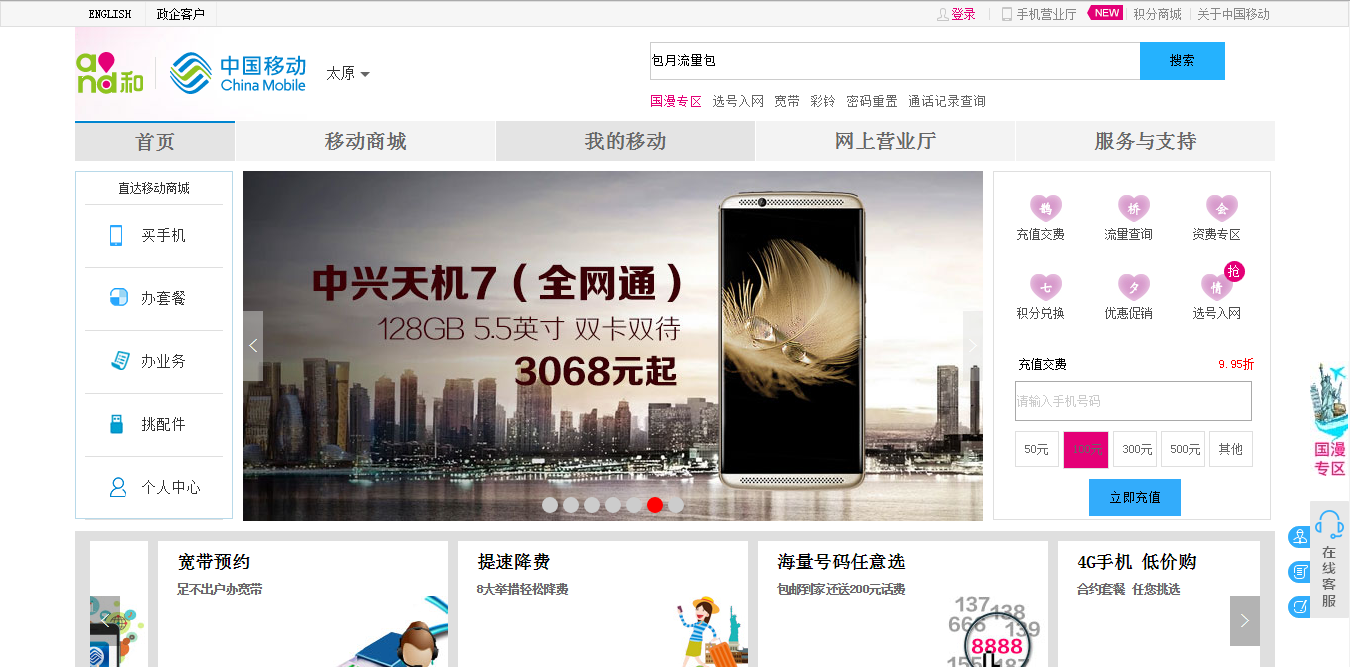 ENGLISH 政企客户 登录 手机营业厅 NEW 积分商城 关于中国移动
and和 中国移动 China Mobile 太原
包月流量包 搜索
国漫专区 选号入网 宽带 彩铃 密码重置 通话记录查询
首页 移动商城 我的移动 网上营业厅 服务与支持
直达移动商城
买手机
办套餐
办业务
挑配件
个人中心
中兴天机7（全网通）
128GB 5.5英寸 双卡双待
3068元起
鹊 桥 会
充值交费 流量查询 资费专区
抢
七 夕 情
积分兑换 优惠促销 选号入网
充值交费 9.95折
请输入手机号码
50元 100元 300元 500元 其他
立即充值
国漫
专区
在线客服
宽带预约 提速降费 海量号码任意选 4G手机 低价购
足不出户办宽带 8大举措轻松降费 包邮到家还送200元话费 合约套餐 任您挑选
137
138
666
139
8888
155
187